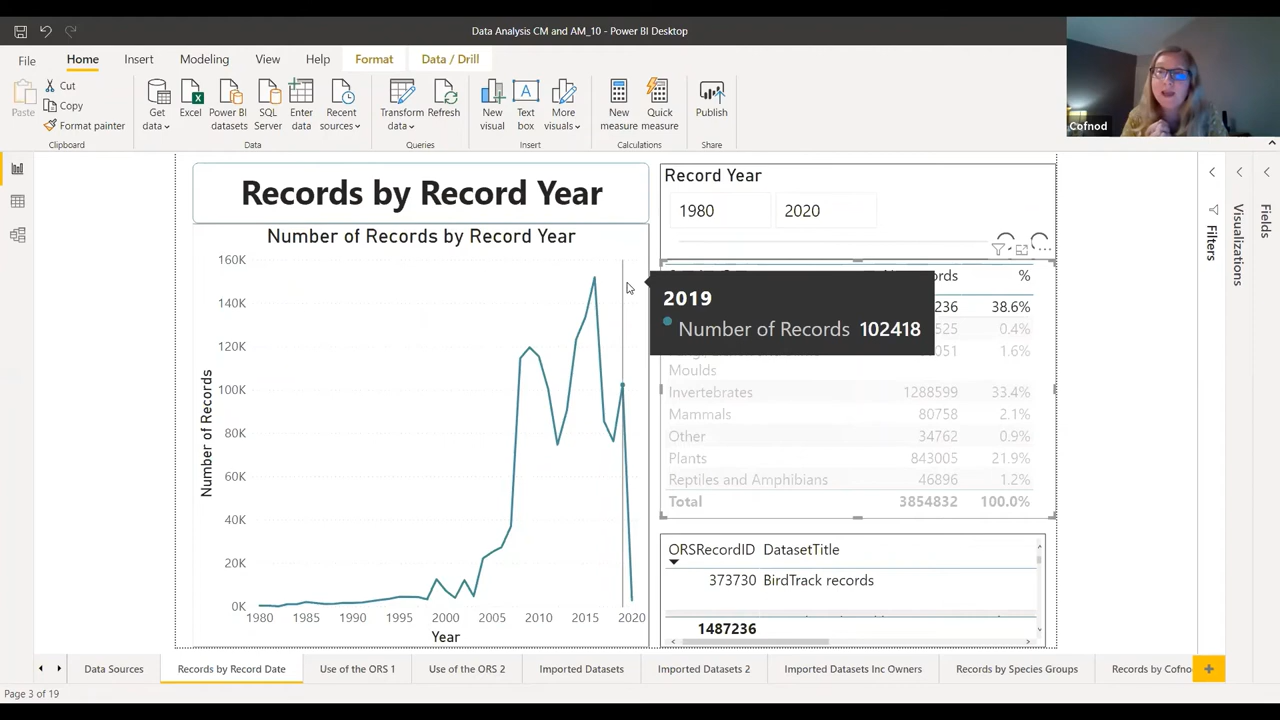 Data Analysis CM and AM_10 - Power BI Desktop
File Home Insert Modeling View Help Format Data / Drill
Paste
Cut
Copy
Format painter
Clipboard
Get data
Excel
Power BI datasets
SQL Server
Enter data
Recent sources
Data
Transform data
Refresh
Queries
New visual
Text box
More visuals
Insert
New measure
Quick measure
Calculations
Publish
Share
Cofnod
Records by Record Year
Number of Records by Record Year
160K
140K
120K
100K
80K
60K
40K
20K
0K
Number of Records
1980 1985 1990 1995 2000 2005 2010 2015 2020
Year
Record Year
1980 2020
2019
Number of Records 102418
%
236 38.6%
525 0.4%
051 1.6%
Moulds
Invertebrates 1288599 33.4%
Mammals 80758 2.1%
Other 34762 0.9%
Plants 843005 21.9%
Reptiles and Amphibians 46896 1.2%
Total 3854832 100.0%
ORSRecordID DatasetTitle
373730 BirdTrack records
1487236
Filters
Visualizations
Fields
Data Sources Records by Record Date Use of the ORS 1 Use of the ORS 2 Imported Datasets Imported Datasets 2 Imported Datasets Inc Owners Records by Species Groups Records by Cofno
Page 3 of 19